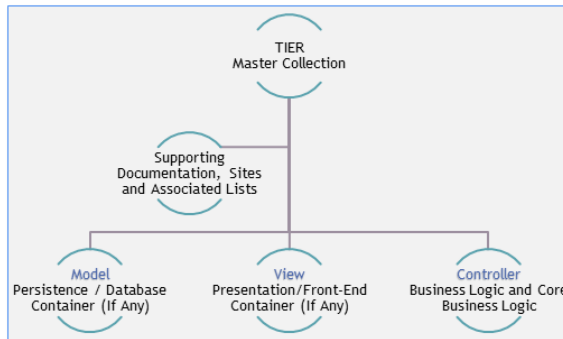 TIER
Master Collection
Supporting
Documentation, Sites
and Associated Lists
Model
Persistence / Database
Container (If Any)
View
Presentation/Front-End
Container (If Any)
Controller
Business Logic and Core
Business Logic